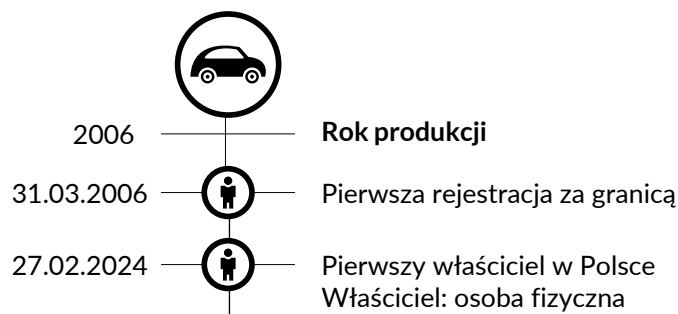 2006 Rok produkcji
31.03.2006 Pierwsza rejestracja za granicą
27.02.2024 Pierwszy właściciel w Polsce
Właściciel: osoba fizyczna